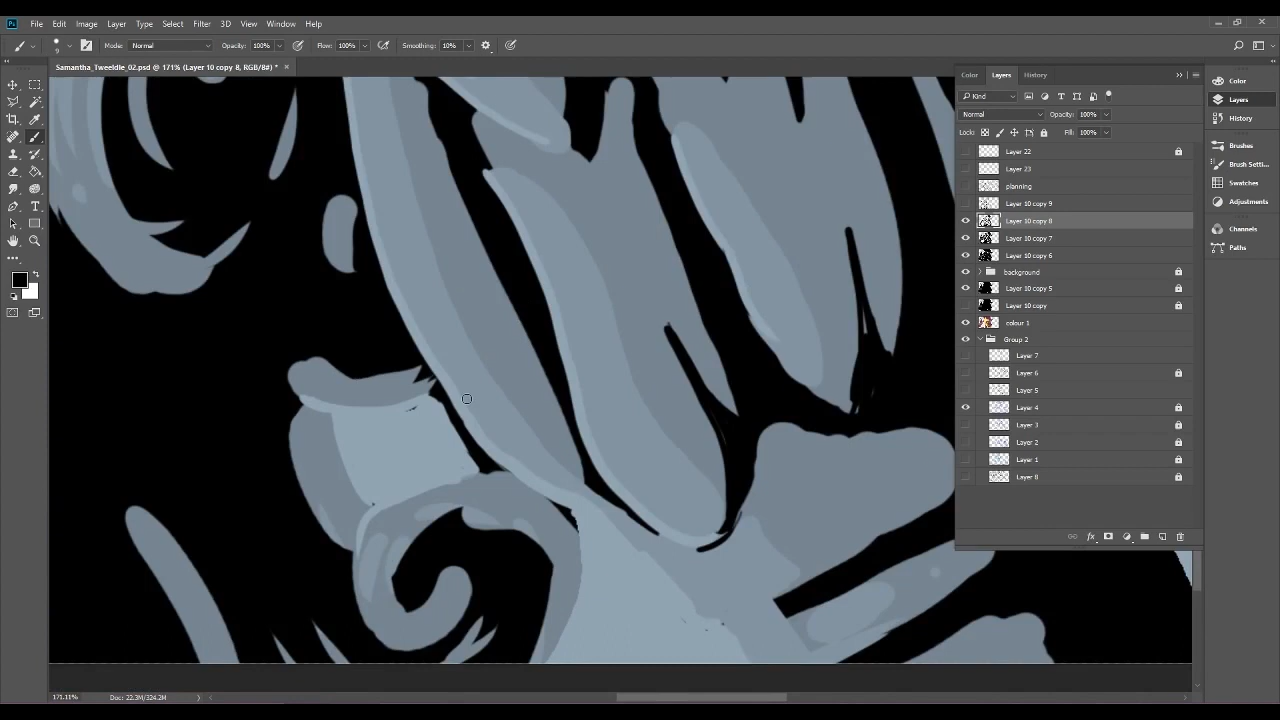 File Edit Image Layer Type Select Filter 3D View Window Help
Mode: Normal Opacity: 100% Flow: 100% Smoothing: 10%
Samantha_Tweeldle_02.psd @ 171% (Layer 10 copy 8, RGB/8#) *
Color Layers History
Kind
Normal Opacity: 100%
Lock: Fill: 100%
Layer 22
Layer 23
planning
Layer 10 copy 9
Layer 10 copy 8
Layer 10 copy 7
Layer 10 copy 6
background
Layer 10 copy 5
Layer 10 copy
colour 1
Group 2
Layer 7
Layer 6
Layer 5
Layer 4
Layer 3
Layer 2
Layer 1
Layer 8
Color
Layers
History
Brushes
Brush Setti...
Swatches
Adjustments
Channels
Paths
171.11% Doc: 22.3M/324.2M